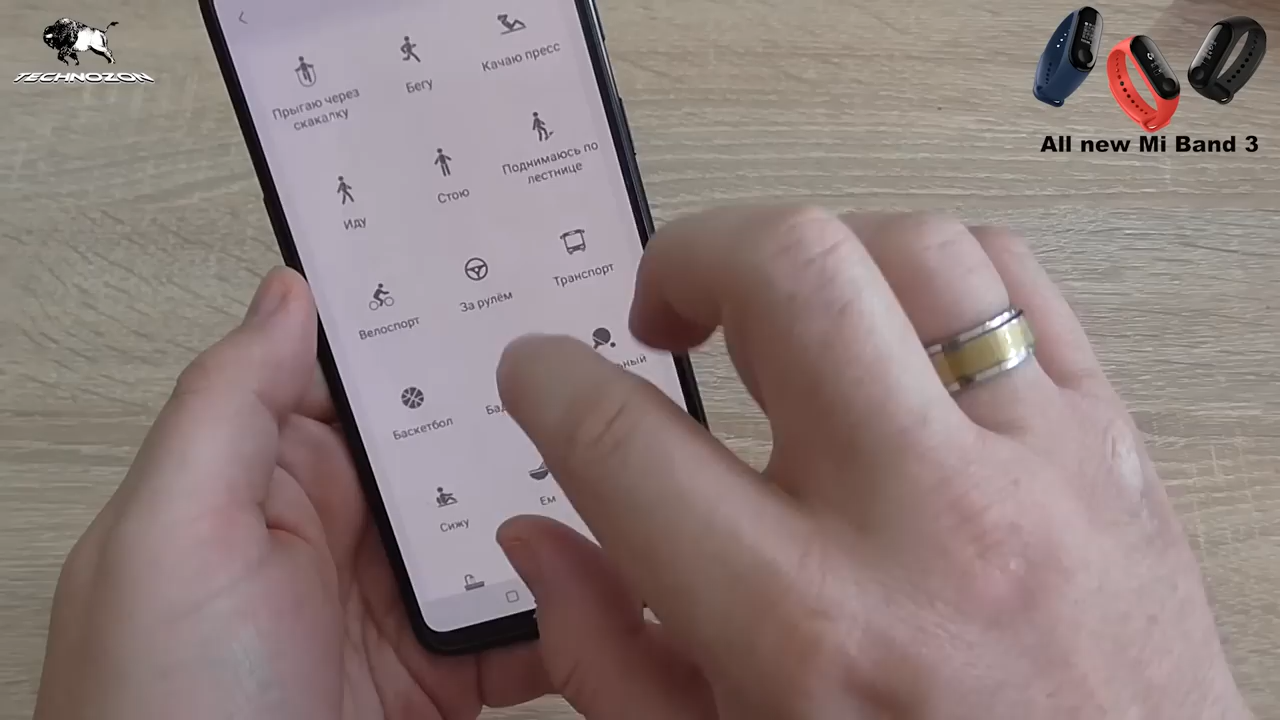 TECHNOZON
All new Mi Band 3
Качаю пресс
Бегу
Прыгаю через
скакалку
Поднимаюсь по
лестнице
Стою
Иду
Транспорт
За рулём
Велоспорт
Баскетбол
Ем
Сижу